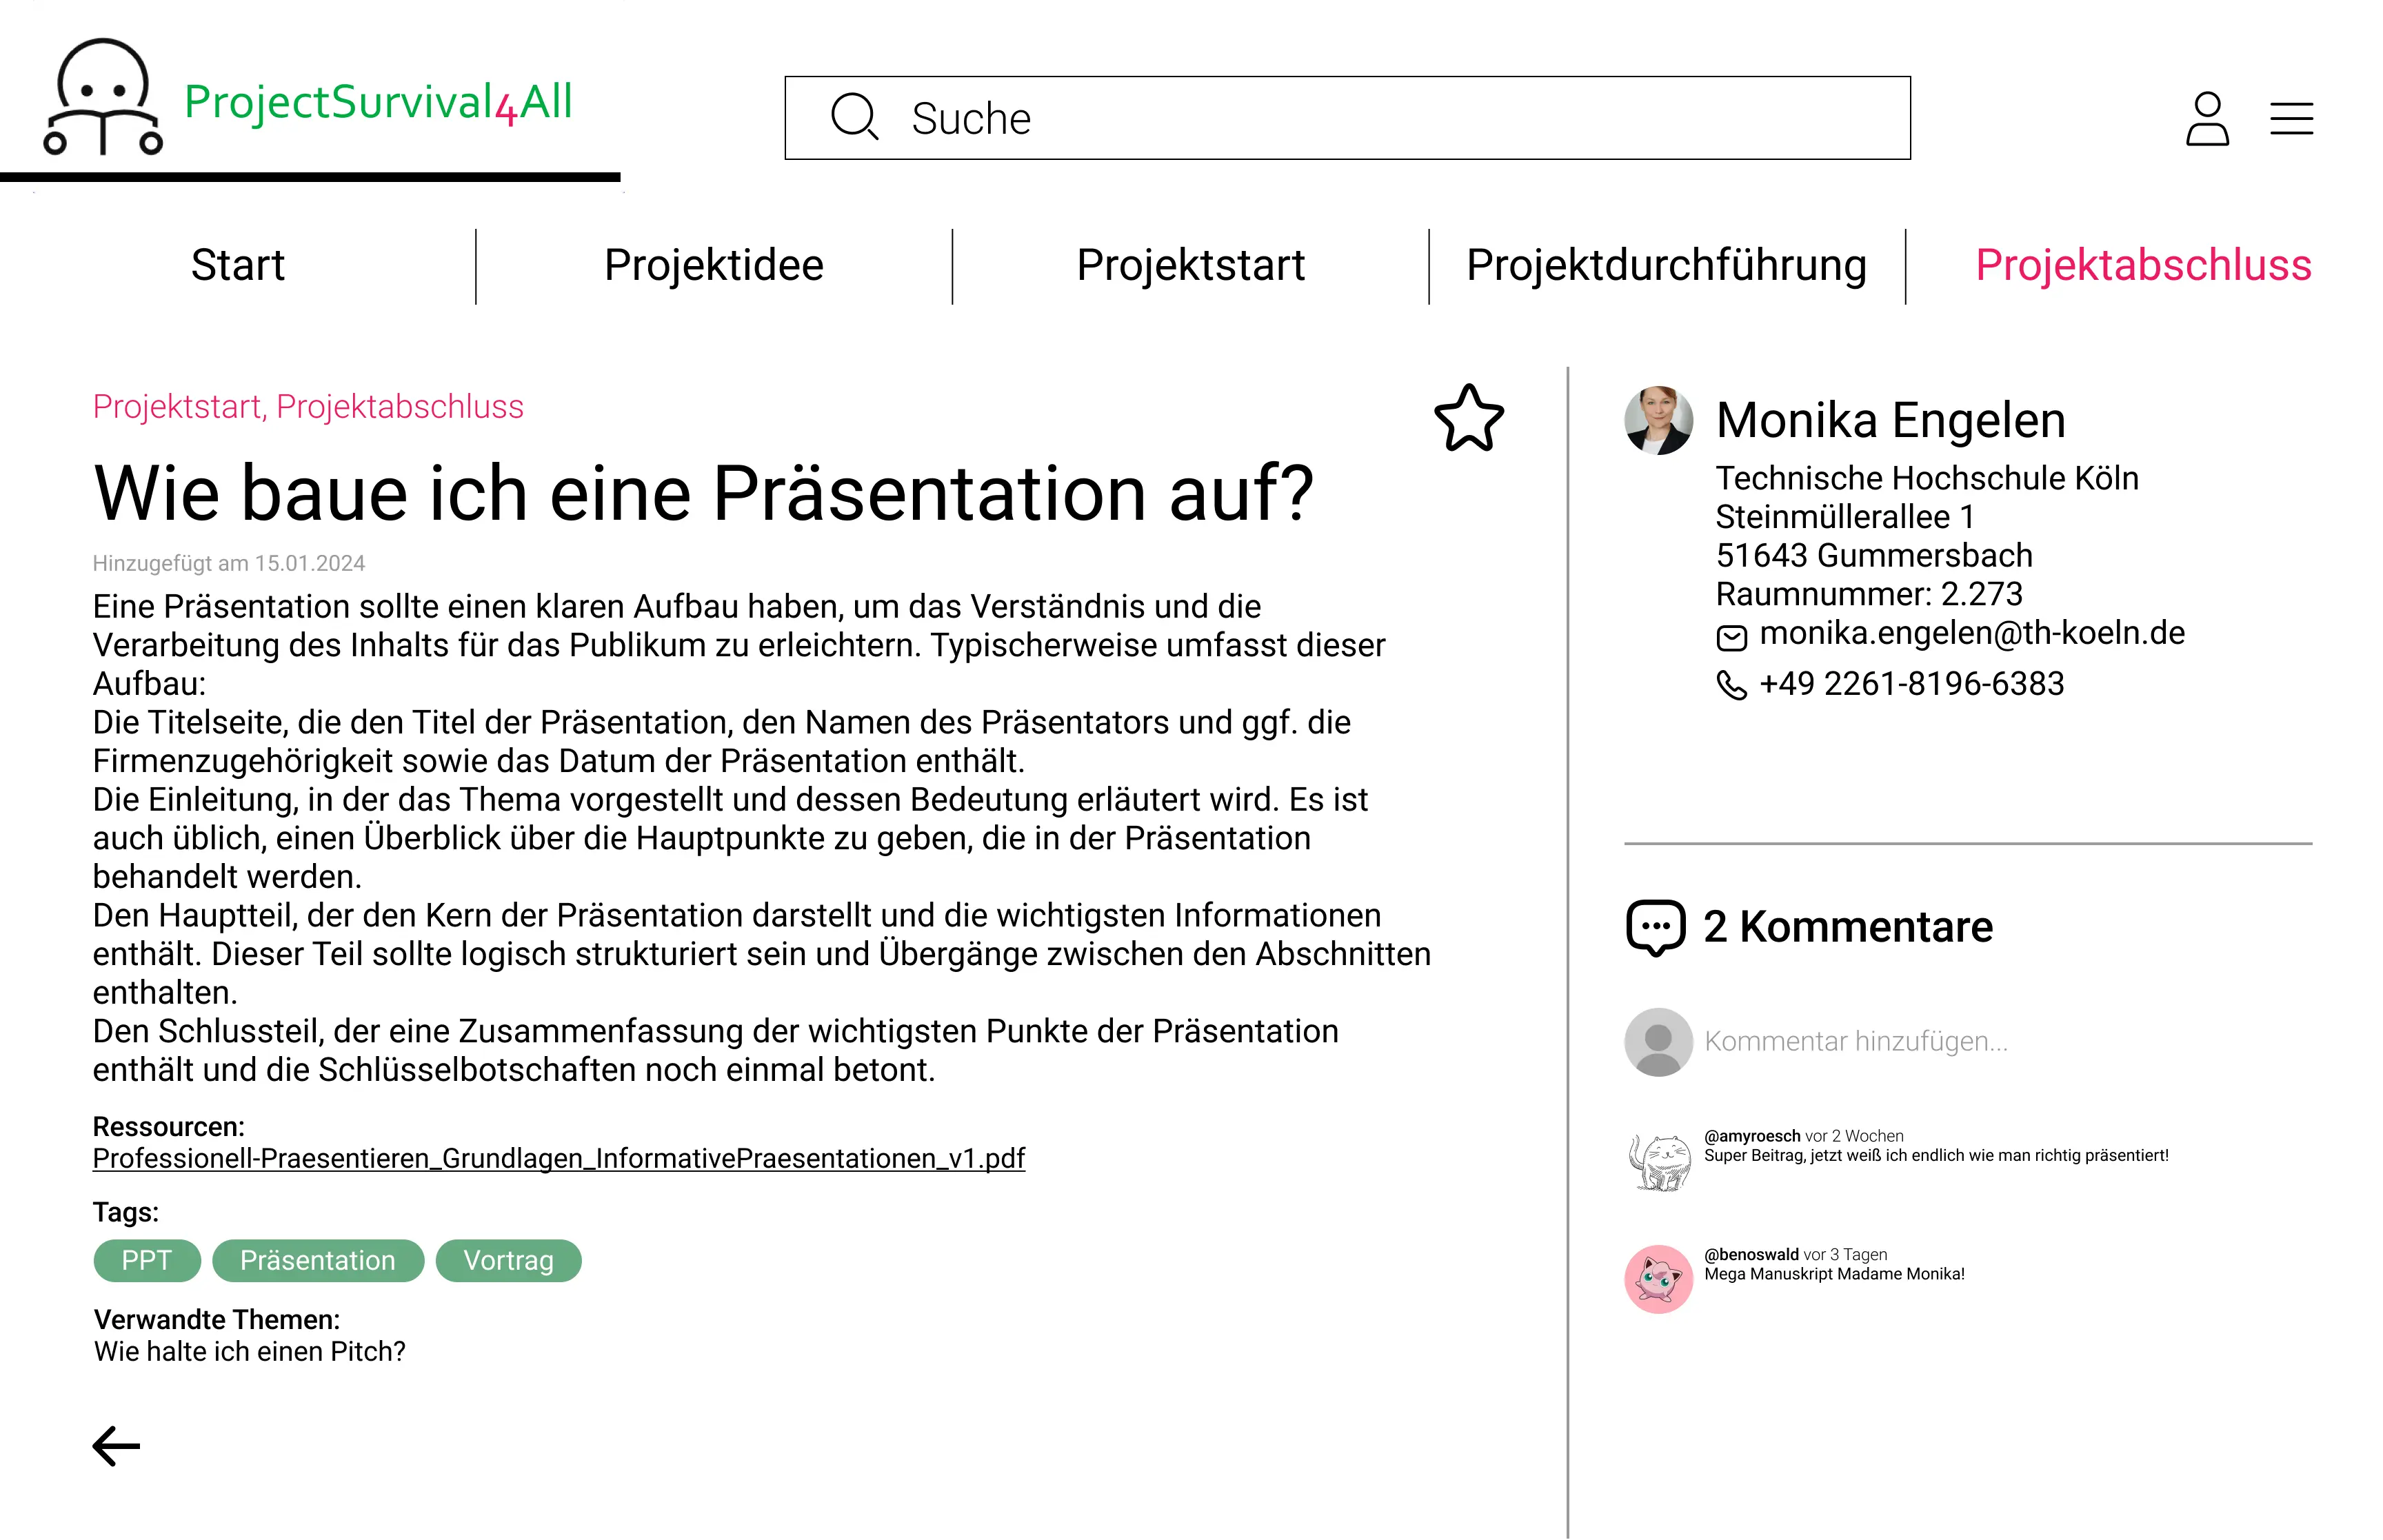 ProjectSurvival4All
Suche
Start
Projektidee
Projektstart
Projektdurchführung
Projektabschluss
Projektstart, Projektabschluss
Wie baue ich eine Präsentation auf?
Hinzugefügt am 15.01.2024
Eine Präsentation sollte einen klaren Aufbau haben, um das Verständnis und die
Verarbeitung des Inhalts für das Publikum zu erleichtern. Typischerweise umfasst dieser
Aufbau:
Die Titelseite, die den Titel der Präsentation, den Namen des Präsentators und ggf. die
Firmenzugehörigkeit sowie das Datum der Präsentation enthält.
Die Einleitung, in der das Thema vorgestellt und dessen Bedeutung erläutert wird. Es ist
auch üblich, einen Überblick über die Hauptpunkte zu geben, die in der Präsentation
behandelt werden.
Den Hauptteil, der den Kern der Präsentation darstellt und die wichtigsten Informationen
enthält. Dieser Teil sollte logisch strukturiert sein und Übergänge zwischen den Abschnitten
enthalten.
Den Schlussteil, der eine Zusammenfassung der wichtigsten Punkte der Präsentation
enthält und die Schlüsselbotschaften noch einmal betont.
Ressourcen:
Professionell-Praesentieren_Grundlagen_InformativePraesentationen_v1.pdf
Tags:
PPT
Präsentation
Vortrag
Verwandte Themen:
Wie halte ich einen Pitch?
Monika Engelen
Technische Hochschule Köln
Steinmüllerallee 1
51643 Gummersbach
Raumnummer: 2.273
monika.engelen@th-koeln.de
+49 2261-8196-6383
2 Kommentare
Kommentar hinzufügen...
@amyroesch vor 2 Wochen
Super Beitrag, jetzt weiß ich endlich wie man richtig präsentiert!
@benoswald vor 3 Tagen
Mega Manuskript Madame Monika!